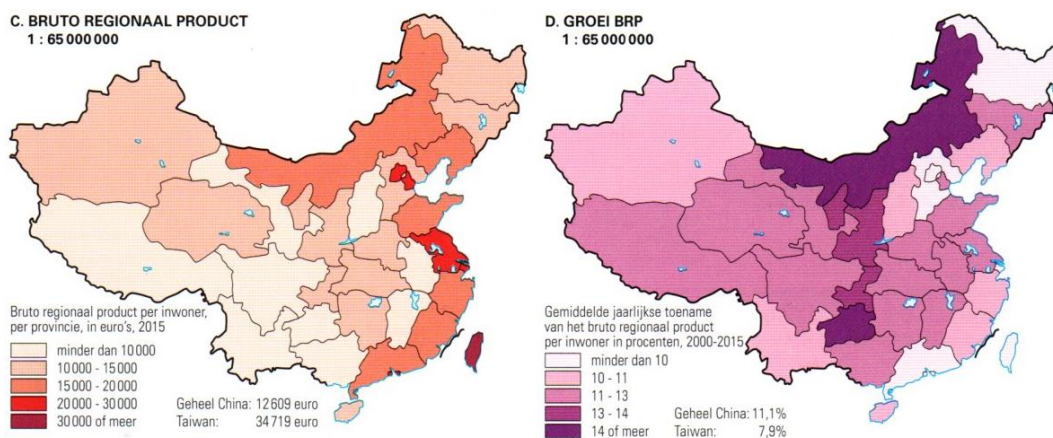 C. BRUTO REGIONAAL PRODUCT
1 : 65 000 000
Bruto regionaal product per inwoner,
per provincie, in euro's, 2015
minder dan 10 000
10 000 - 15 000
15 000 - 20 000
20 000 - 30 000
30 000 of meer
Geheel China: 12 609 euro
Taiwan: 34 719 euro
D. GROEI BRP
1 : 65 000 000
Gemiddelde jaarlijkse toename
van het bruto regionaal product
per inwoner in procenten, 2000-2015
minder dan 10
10 - 11
11 - 13
13 - 14
14 of meer
Geheel China: 11,1%
Taiwan: 7,9%